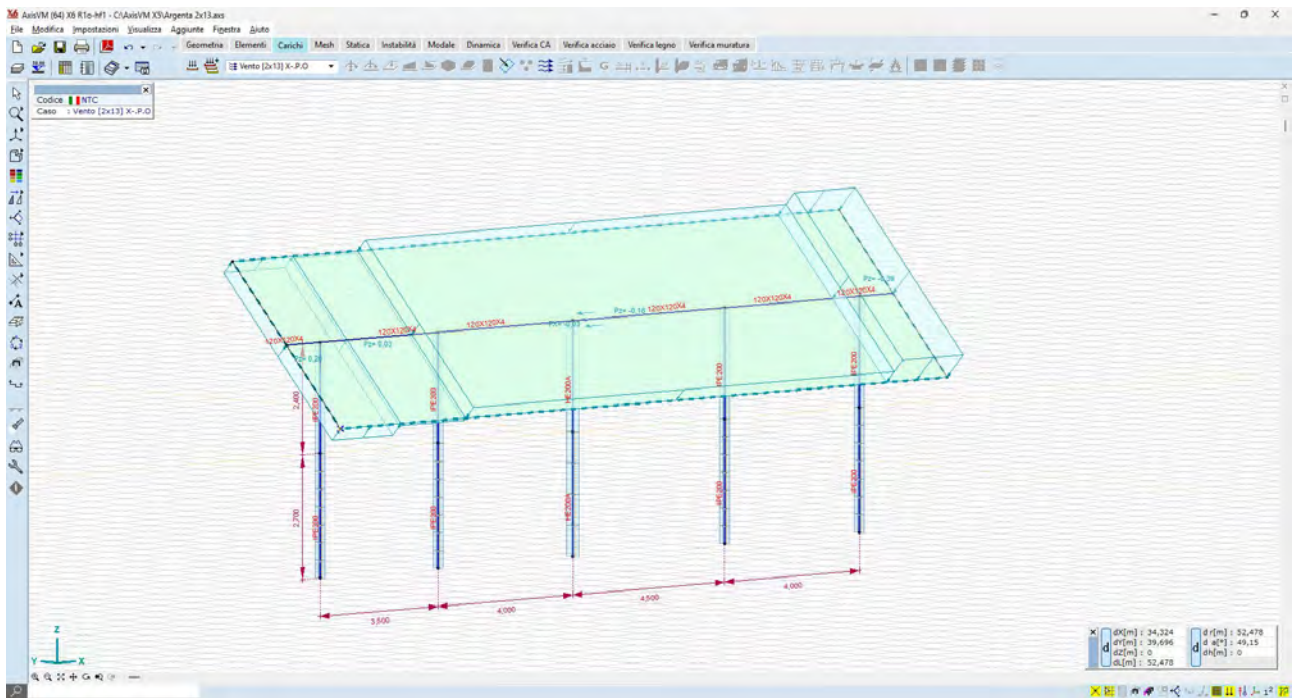 AxisVM (64) X6 R1o-hf1 - C:\AxisVM X5\Argenta 2x13.axs
File Modifica Impostazioni Visualizza Aggiunte Finestra Aiuto
Geometria Elementi Carichi Mesh Statica Instabilità Modale Dinamica Verifica CA Verifica acciaio Verifica legno Verifica muratura
Vento [2x13] X-.P.O
Codice NTC
Caso : Vento [2x13] X-.P.O
Pz= -0,39
120X120X4
120X120X4
Pz= -0,10
120X120X4
120X120X4
120X120X4
120X120X4
Pz= 0,03
Pz= 0,20
2,400
IPE200
IPE200
HE200A
IPE200
IPE200
2,700
IPE200
IPE200
HE200A
IPE200
IPE200
3,500
4,000
4,500
4,000
Z
Y X
dX[m] : 34,324
dY[m] : 39,696
dZ[m] : 0
dL[m] : 52,478
d
d r[m] : 52,478
d a[°] : 49,15
dh[m] : 0
d